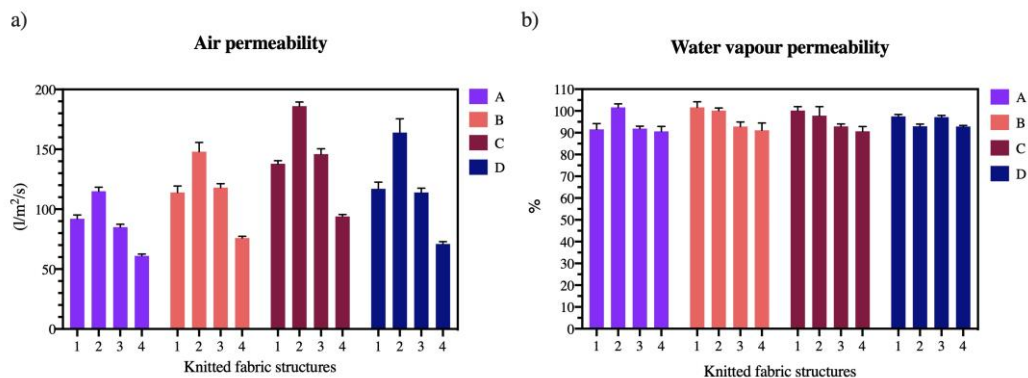 a)
Air permeability
200
150
100
50
0
(l/m²/s)
1 2 3 4 1 2 3 4 1 2 3 4 1 2 3 4
Knitted fabric structures
A
B
C
D
b)
Water vapour permeability
110
100
90
80
70
60
50
40
30
20
10
0
%
1 2 3 4 1 2 3 4 1 2 3 4 1 2 3 4
Knitted fabric structures
A
B
C
D